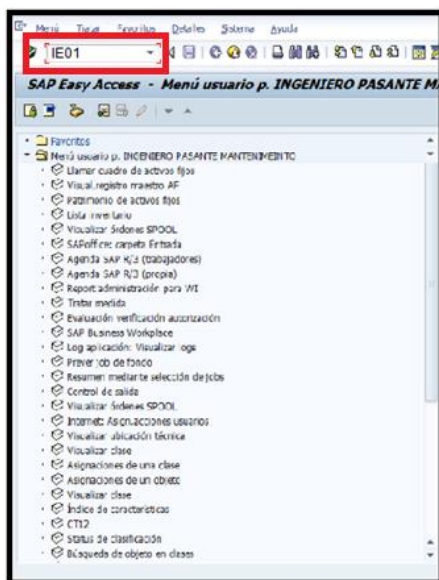 Menú Tratar Favoritos Detalles Sistema Ayuda
IE01
SAP Easy Access - Menú usuario p. INGENIERO PASANTE M
Favoritos
Menú usuario p. INGENIERO PASANTE MANTENIMEINTO
Llamar cuadro de activos fijos
Visual.registro maestro AF
Patrimonio de activos fijos
Lista inventario
Visualizar órdenes SPOOL
SAPoffice: carpeta Entrada
Agenda SAP R/3 (trabajadores)
Agenda SAP R/3 (propia)
Report administración para WI
Tratar medida
Evaluación verificación autorización
SAP Business Workplace
Log aplicación: Visualizar logs
Prever job de fondo
Resumen mediante selección de jobs
Control de salida
Visualizar órdenes SPOOL
Internet: Asign.acciones usuarios
Visualizar ubicación técnica
Visualizar clase
Asignaciones de una clase
Asignaciones de un objeto
Visualizar clase
Índice de características
CT12
Status de clasificación
Búsqueda de objeto en clases